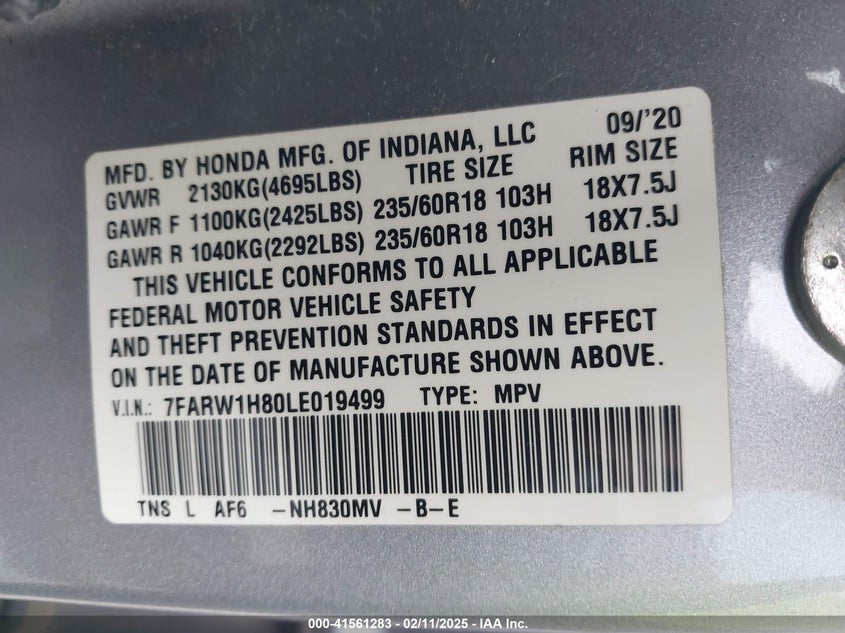 MFD. BY HONDA MFG. OF INDIANA, LLC 09/'20
GVWR 2130KG(4695LBS) TIRE SIZE RIM SIZE
GAWR F 1100KG(2425LBS) 235/60R18 103H 18X7.5J
GAWR R 1040KG(2292LBS) 235/60R18 103H 18X7.5J
THIS VEHICLE CONFORMS TO ALL APPLICABLE
FEDERAL MOTOR VEHICLE SAFETY
AND THEFT PREVENTION STANDARDS IN EFFECT
ON THE DATE OF MANUFACTURE SHOWN ABOVE.
V.I.N.: 7FARW1H80LE019499 TYPE: MPV
TNS L AF6 -NH830MV -B-E
000-41561283 - 02/11/2025 - IAA Inc.